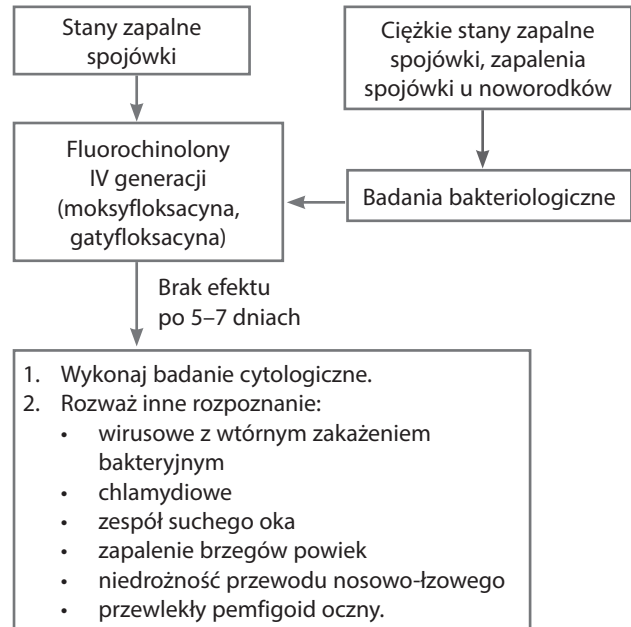 Stany zapalne
spojówki
Ciężkie stany zapalne
spojówki, zapalenia
spojówki u noworodków
Fluorochinolony
IV generacji
(moksyfloksacyna,
gatyfloksacyna)
Badania bakteriologiczne
Brak efektu
po 5–7 dniach
1. Wykonaj badanie cytologiczne.
2. Rozważ inne rozpoznanie:
• wirusowe z wtórnym zakażeniem
bakteryjnym
• chlamydiowe
• zespół suchego oka
• zapalenie brzegów powiek
• niedrożność przewodu nosowo-łzowego
• przewlekły pemfigoid oczny.